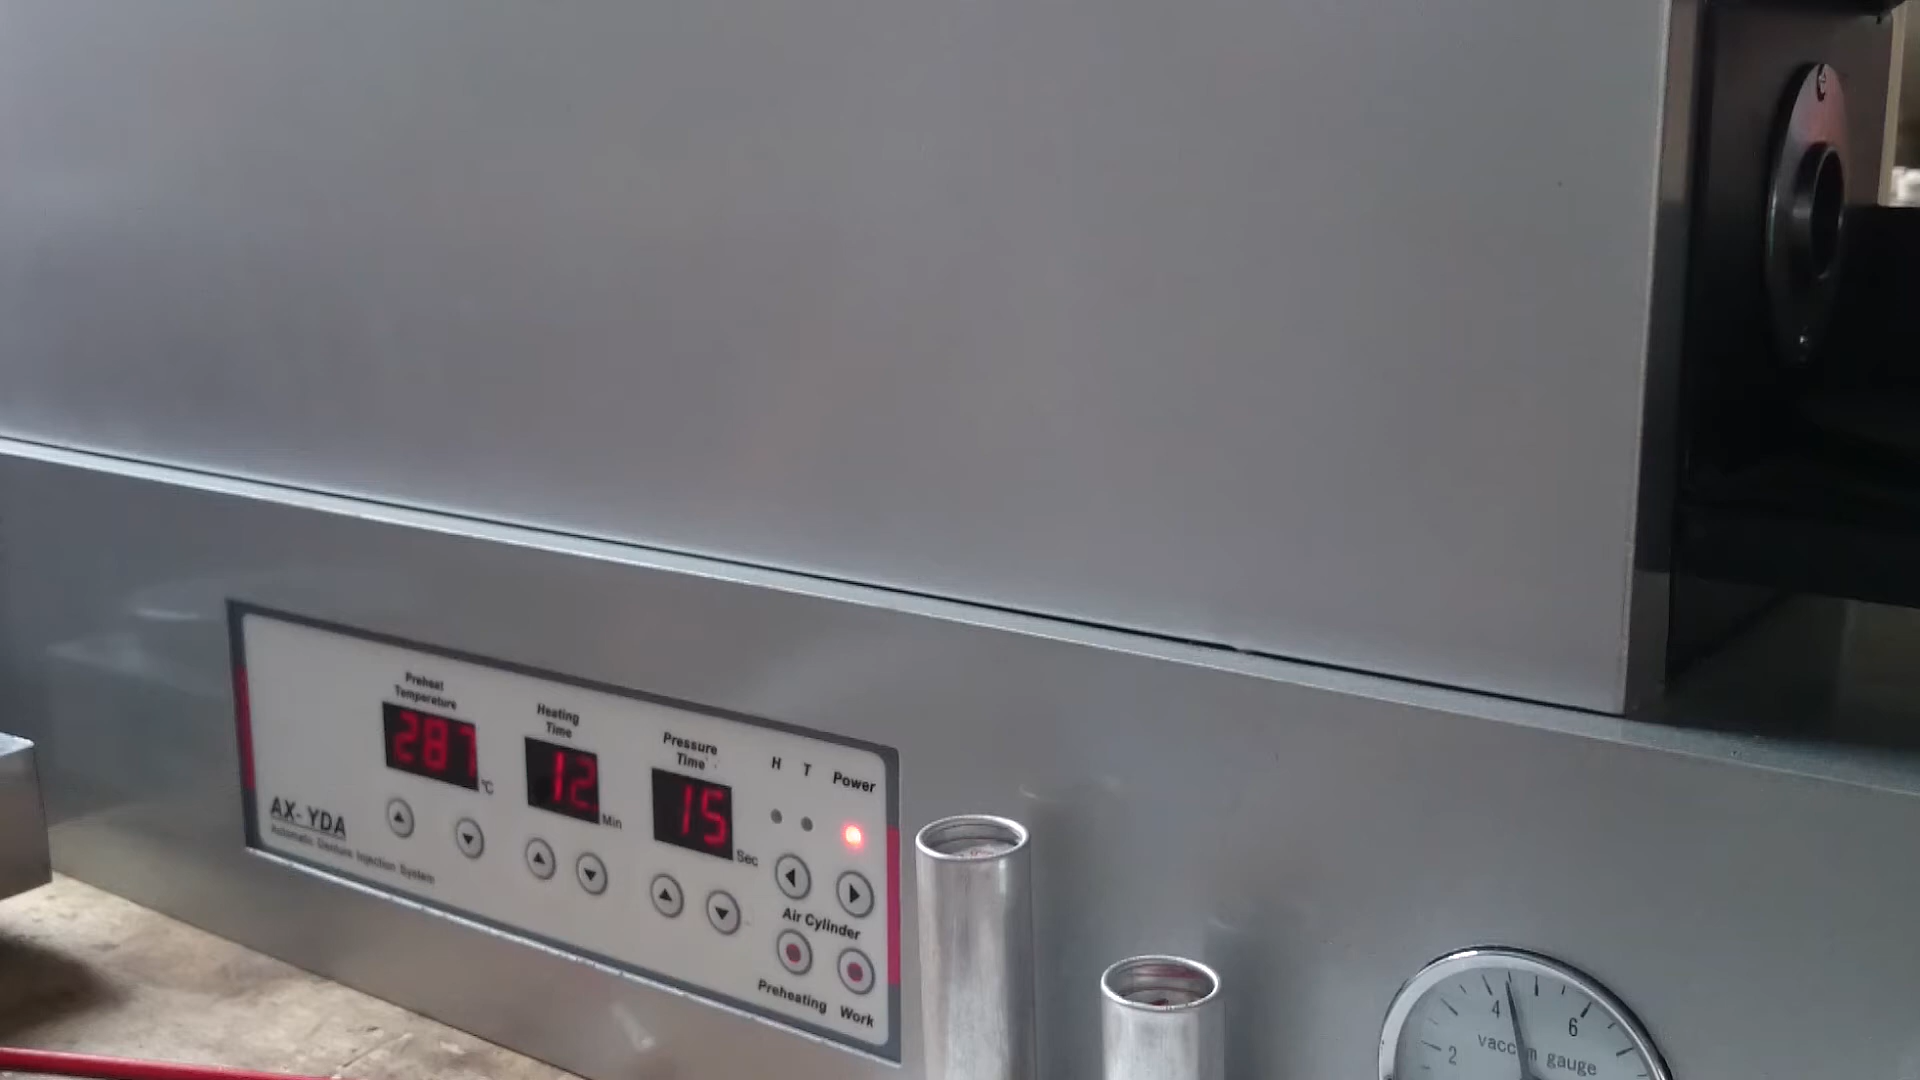 Preheat
Temperature
287
°C
Heating
Time
12
Min
Pressure
Time
15
Sec
H T Power
AX-YDA
Automatic Denture Injection System
Air Cylinder
Preheating
Work
2
4
6
gauge